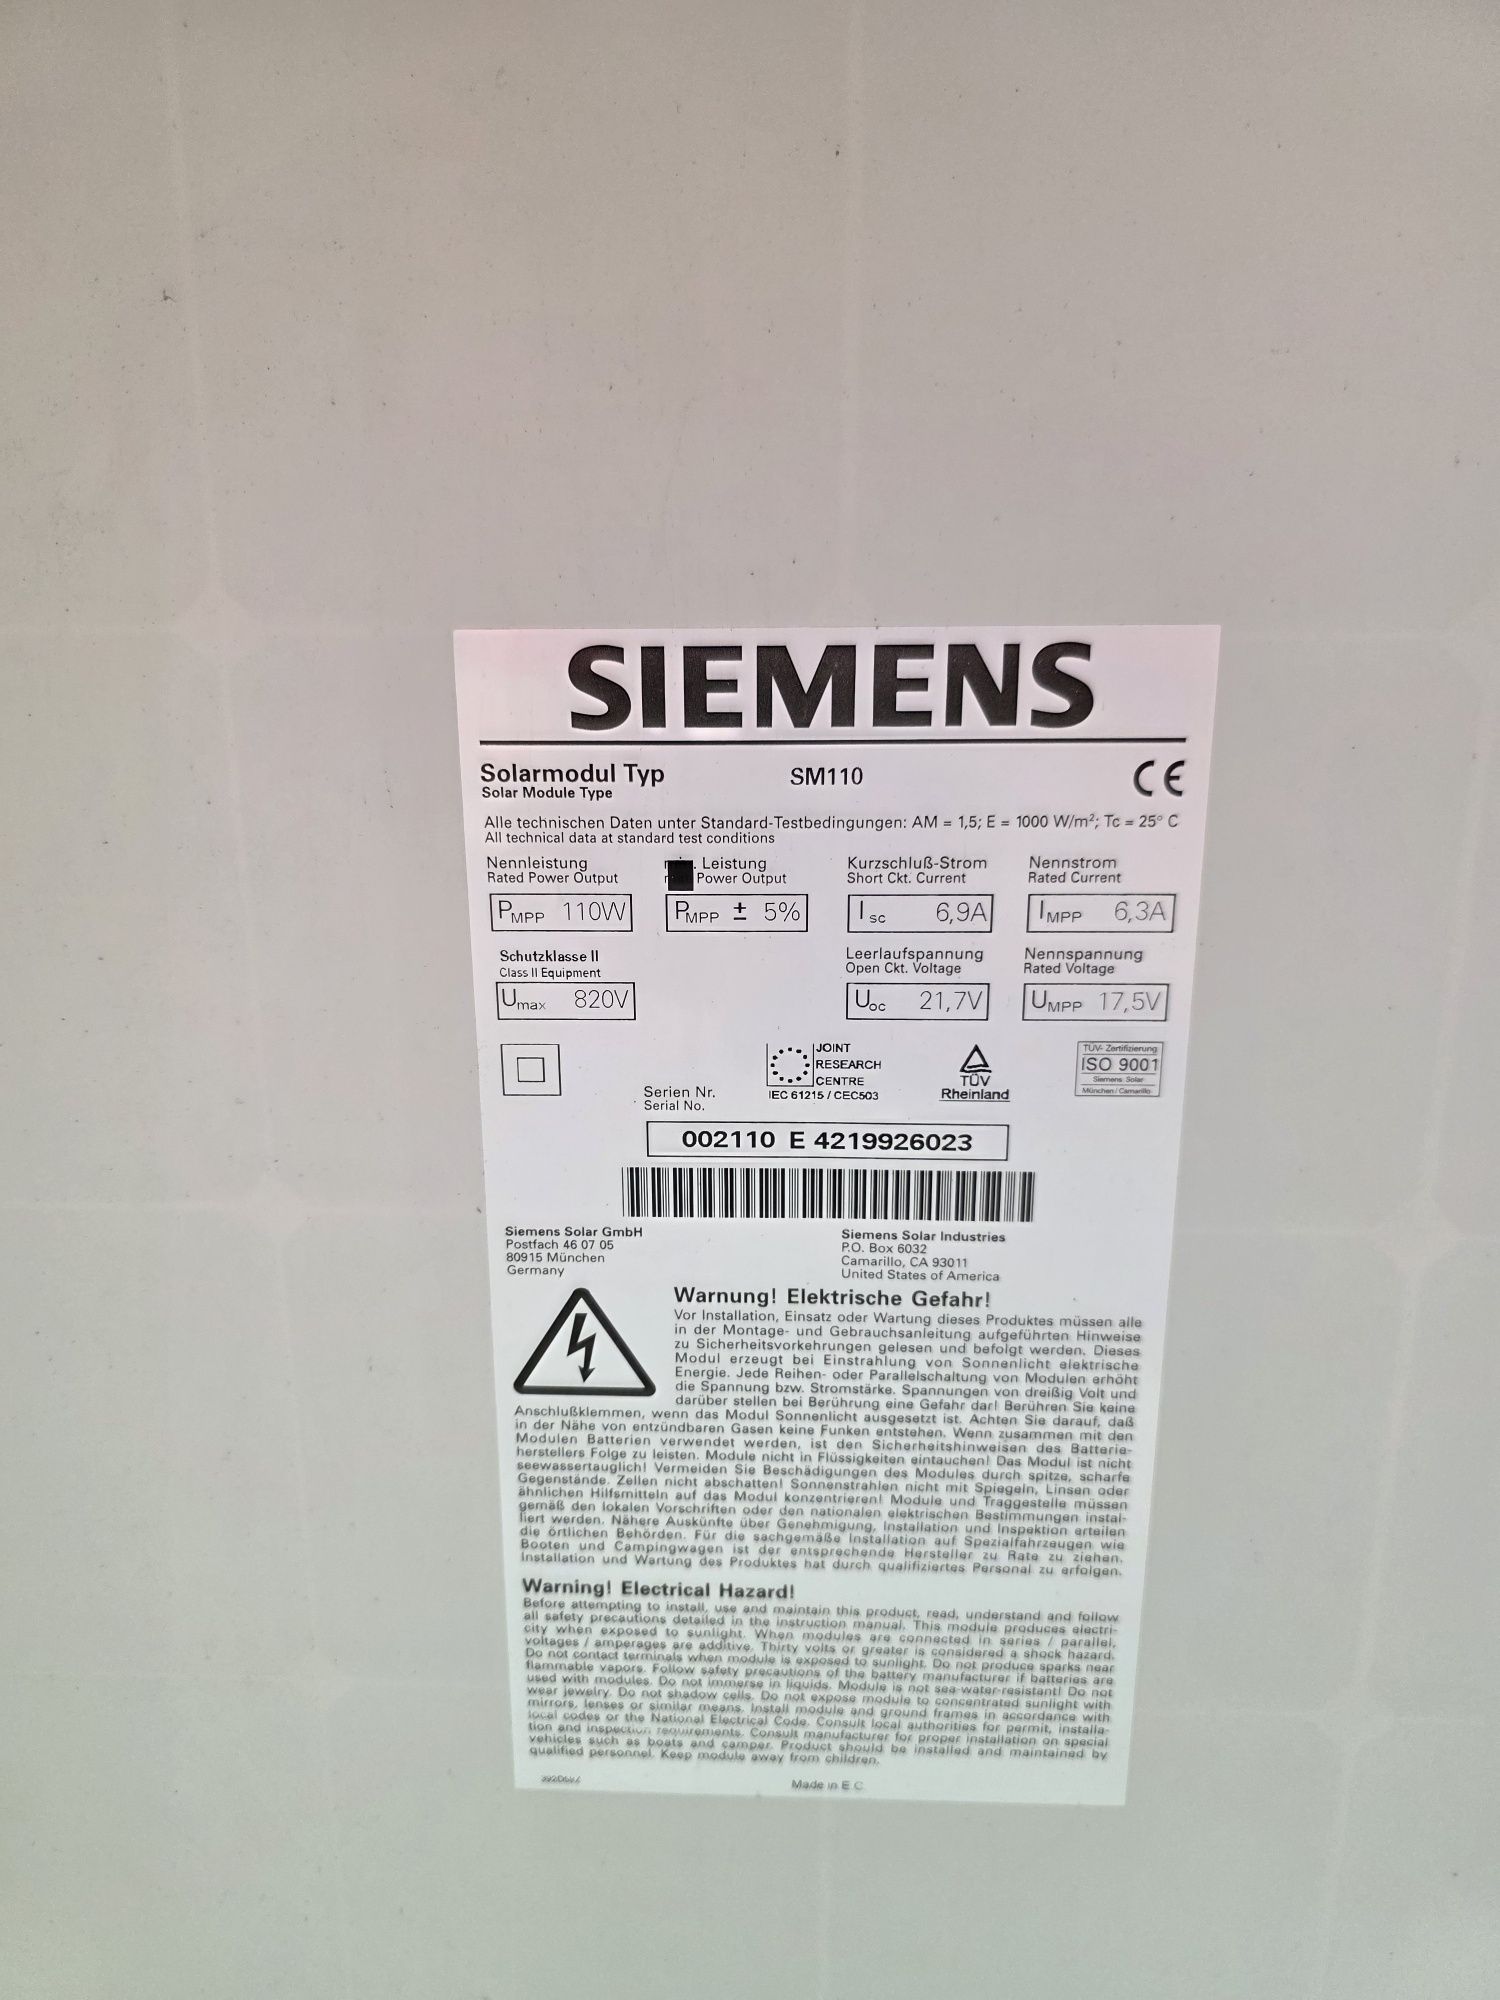 SIEMENS
Solarmodul Typ SM110 CE
Solar Module Type
Alle technischen Daten unter Standard-Testbedingungen: AM = 1,5; E = 1000 W/m²; Tc = 25° C
All technical data at standard test conditions
Nennleistung Leistung Kurzschluß-Strom Nennstrom
Rated Power Output Power Output Short Ckt. Current Rated Current
PMPP 110W PMPP ± 5% Isc 6,9A IMPP 6,3A
Schutzklasse II Leerlaufspannung Nennspannung
Class II Equipment Open Ckt. Voltage Rated Voltage
Umax 820V Uoc 21,7V UMPP 17,5V
JOINT
RESEARCH
CENTRE
IEC 61215 / CEC503
TÜV
Rheinland
TÜV- Zertifizierung
ISO 9001
Siemens Solar
München / Camarillo
Serien Nr.
Serial No.
002110 E 4219926023
Siemens Solar GmbH
Postfach 46 07 05
80915 München
Germany
Siemens Solar Industries
P.O. Box 6032
Camarillo, CA 93011
United States of America
Warnung! Elektrische Gefahr!
Vor Installation, Einsatz oder Wartung dieses Produktes müssen alle
in der Montage- und Gebrauchsanleitung aufgeführten Hinweise
zu Sicherheitsvorkehrungen gelesen und befolgt werden. Dieses
Modul erzeugt bei Einstrahlung von Sonnenlicht elektrische
Energie. Jede Reihen- oder Parallelschaltung von Modulen erhöht
die Spannung bzw. Stromstärke. Spannungen von dreißig Volt und
darüber stellen bei Berührung eine Gefahr dar! Berühren Sie keine
Anschlußklemmen, wenn das Modul Sonnenlicht ausgesetzt ist. Achten Sie darauf, daß
in der Nähe von entzündbaren Gasen keine Funken entstehen. Wenn zusammen mit den
Modulen Batterien verwendet werden, ist den Sicherheitshinweisen des Batterie-
herstellers Folge zu leisten. Module nicht in Flüssigkeiten eintauchen! Das Modul ist nicht
seewassertauglich! Vermeiden Sie Beschädigungen des Modules durch spitze, scharfe
Gegenstände. Zellen nicht abschatten! Sonnenstrahlen nicht mit Spiegeln, Linsen oder
ähnlichen Hilfsmitteln auf das Modul konzentrieren! Module und Traggestelle müssen
gemäß den lokalen Vorschriften oder den nationalen elektrischen Bestimmungen instal-
liert werden. Nähere Auskünfte über Genehmigung, Installation und Inspektion erteilen
die örtlichen Behörden. Für die sachgemäße Installation auf Spezialfahrzeugen wie
Booten und Campingwagen ist der entsprechende Hersteller zu Rate zu ziehen.
Installation und Wartung des Produktes hat durch qualifiziertes Personal zu erfolgen.
Warning! Electrical Hazard!
Before attempting to install, use and maintain this product, read, understand and follow
all safety precautions detailed in the instruction manual. This module produces electri-
city when exposed to sunlight. When modules are connected in series / parallel,
voltages / amperages are additive. Thirty volts or greater is considered a shock hazard.
Do not contact terminals when module is exposed to sunlight. Do not produce sparks near
flammable vapors. Follow safety precautions of the battery manufacturer if batteries are
used with modules. Do not immerse in liquids. Module is not sea-water-resistant! Do not
wear jewelry. Do not shadow cells. Do not expose module to concentrated sunlight with
mirrors, lenses or similar means. Install module and ground frames in accordance with
local codes or the National Electrical Code. Consult local authorities for permit, installa-
tion and inspection requirements. Consult manufacturer for proper installation on special
vehicles such as boats and camper. Product should be installed and maintained by
qualified personnel. Keep module away from children.
Made in E.C.